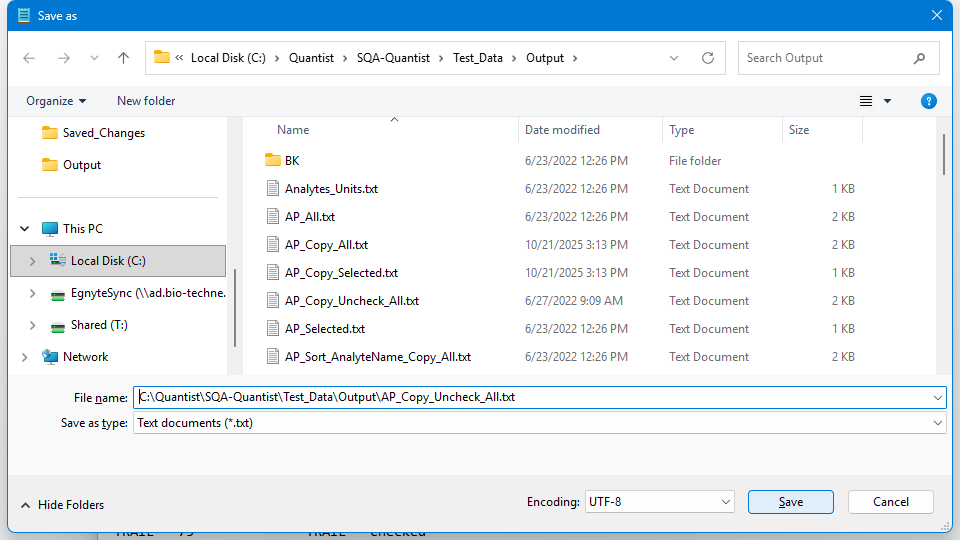 Save as
« Local Disk (C:) > Quantist > SQA-Quantist > Test_Data > Output >
Search Output
Organize
New folder
?
Saved_Changes
Output
This PC
Local Disk (C:)
EgnyteSync (\\ad.bio-techne.
Shared (T:)
Network
Name Date modified Type Size
BK 6/23/2022 12:26 PM File folder
Analytes_Units.txt 6/23/2022 12:26 PM Text Document 1 KB
AP_All.txt 6/23/2022 12:26 PM Text Document 2 KB
AP_Copy_All.txt 10/21/2025 3:13 PM Text Document 2 KB
AP_Copy_Selected.txt 10/21/2025 3:13 PM Text Document 1 KB
AP_Copy_Uncheck_All.txt 6/27/2022 9:09 AM Text Document 2 KB
AP_Selected.txt 6/23/2022 12:26 PM Text Document 1 KB
AP_Sort_AnalyteName_Copy_All.txt 6/23/2022 12:26 PM Text Document 2 KB
File name: C:\Quantist\SQA-Quantist\Test_Data\Output\AP_Copy_Uncheck_All.txt
Save as type: Text documents (*.txt)
Hide Folders
Encoding: UTF-8
Save
Cancel